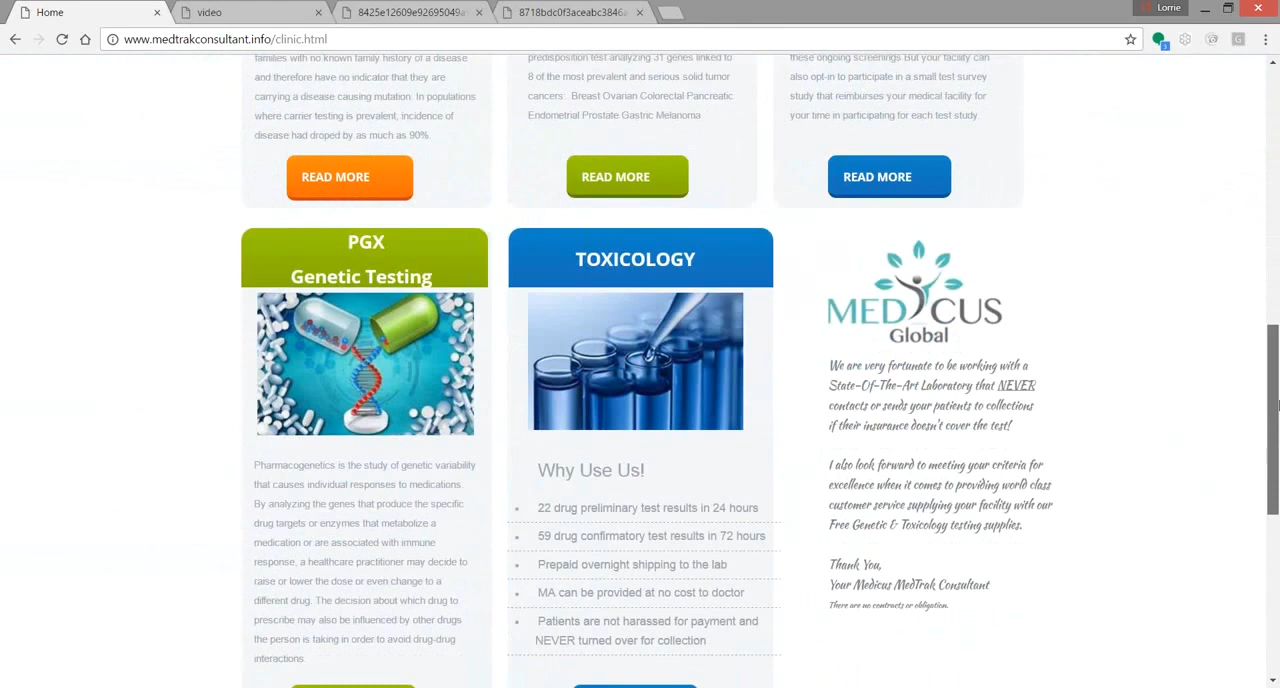 Home
video
8425e12609e92695049a
8718bdc0f3aceabc3846a
Lorrie
www.medtrakconsultant.info/clinic.html
families with no known family history of a disease
and therefore have no indicator that they are
carrying a disease causing mutation. In populations
where carrier testing is prevalent, incidence of
disease had droped by as much as 90%.
READ MORE
predisposition test analyzing 31 genes linked to
8 of the most prevalent and serious solid tumor
cancers: Breast Ovarian Colorectal Pancreatic
Endometrial Prostate Gastric Melanoma
READ MORE
these ongoing screenings.But your facility can
also opt-in to participate in a small test survey
study that reimburses your medical facility for
your time in participating for each test study.
READ MORE
PGX
Genetic Testing
Pharmacogenetics is the study of genetic variability
that causes individual responses to medications.
By analyzing the genes that produce the specific
drug targets or enzymes that metabolize a
medication or are associated with immune
response, a healthcare practitioner may decide to
raise or lower the dose or even change to a
different drug. The decision about which drug to
prescribe may also be influenced by other drugs
the person is taking in order to avoid drug-drug
interactions.
TOXICOLOGY
Why Use Us!
22 drug preliminary test results in 24 hours
59 drug confirmatory test results in 72 hours
Prepaid overnight shipping to the lab
MA can be provided at no cost to doctor
Patients are not harassed for payment and
NEVER turned over for collection
MEDICUS
Global
We are very fortunate to be working with a
State-Of-The-Art Laboratory that NEVER
contacts or sends your patients to collections
if their insurance doesn't cover the test!
I also look forward to meeting your criteria for
excellence when it comes to providing world class
customer service supplying your facility with our
Free Genetic & Toxicology testing supplies.
Thank You,
Your Medicus MedTrak Consultant
There are no contracts or obligation.